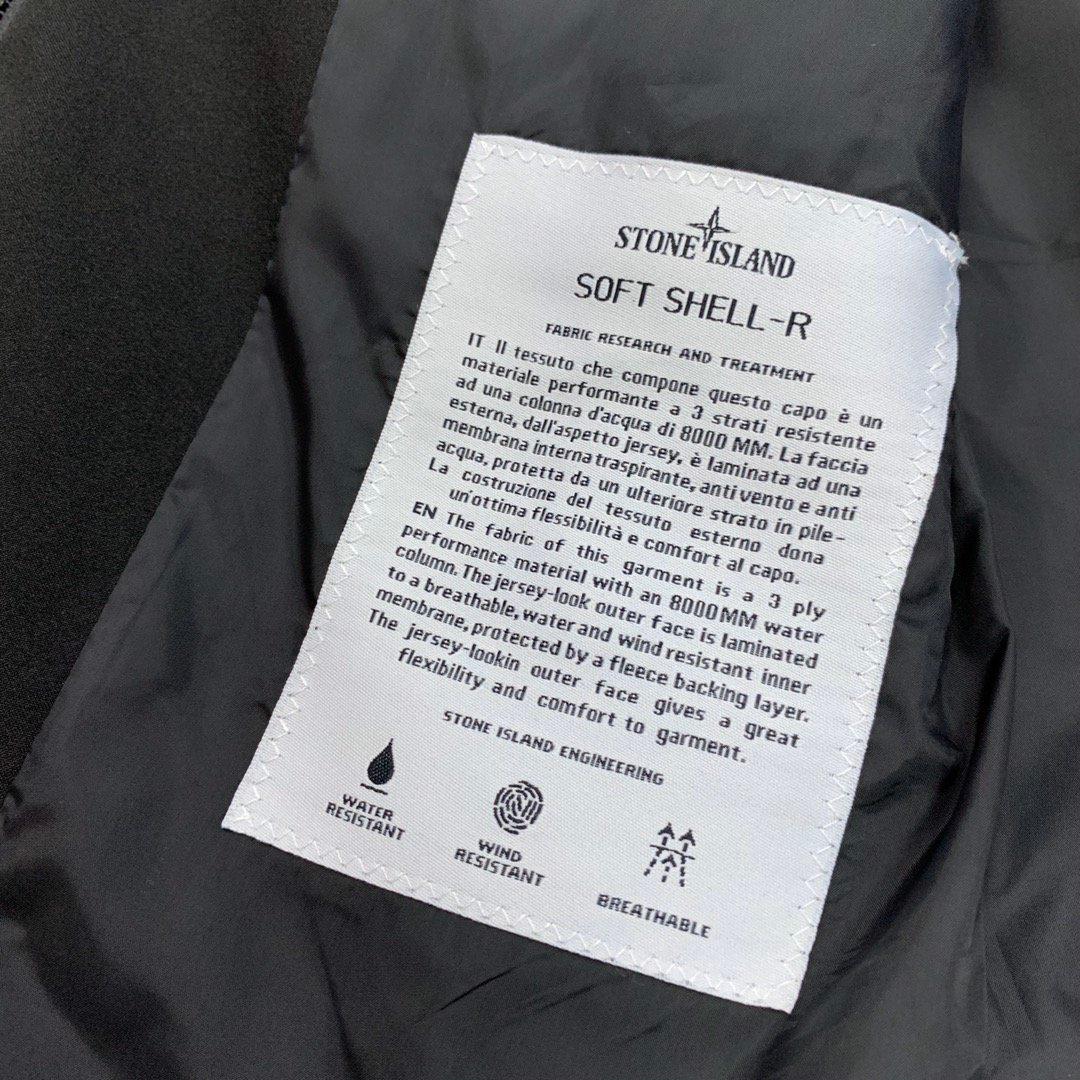 STONE ISLAND
SOFT SHELL-R
FABRIC RESEARCH AND TREATMENT
IT Il tessuto che compone questo capo è un
materiale performante a 3 strati resistente
ad una colonna d'acqua di 8000 MM. La faccia
esterna, dall'aspetto jersey, è laminata ad una
membrana interna traspirante, anti vento e anti
acqua, protetta da un ulteriore strato in pile-
La costruzione del tessuto esterno dona
un'ottima flessibilità e comfort al capo.
EN The fabric of this garment is a 3 ply
performance material with an 8000MM water
column. The jersey-look outer face is laminated
to a breathable, water and wind resistant inner
membrane, protected by a fleece backing layer.
The jersey-lookin outer face gives a great
flexibility and comfort to garment.
STONE ISLAND ENGINEERING
WATER
RESISTANT
WIND
RESISTANT
BREATHABLE